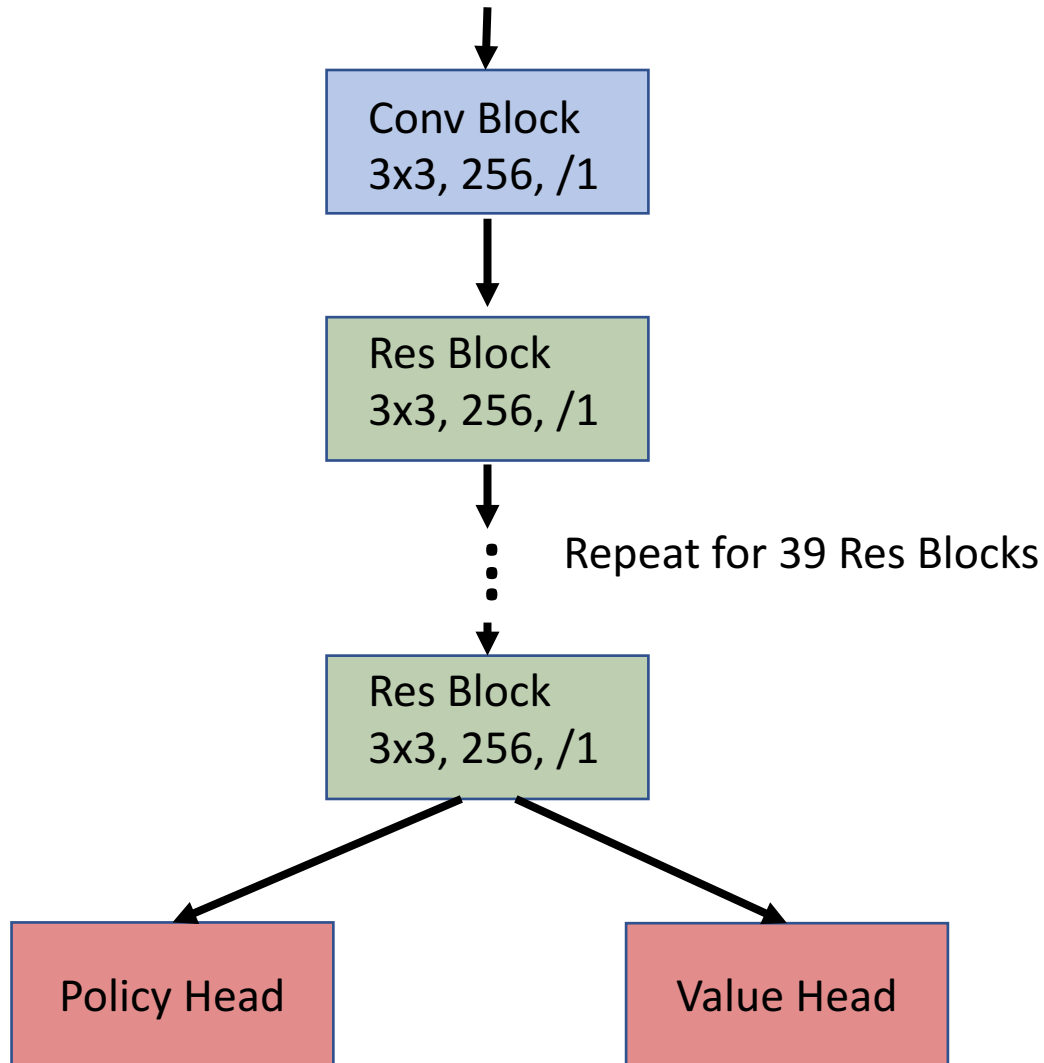 Conv Block
3x3, 256, /1
Res Block
3x3, 256, /1
Repeat for 39 Res Blocks
Res Block
3x3, 256, /1
Policy Head
Value Head